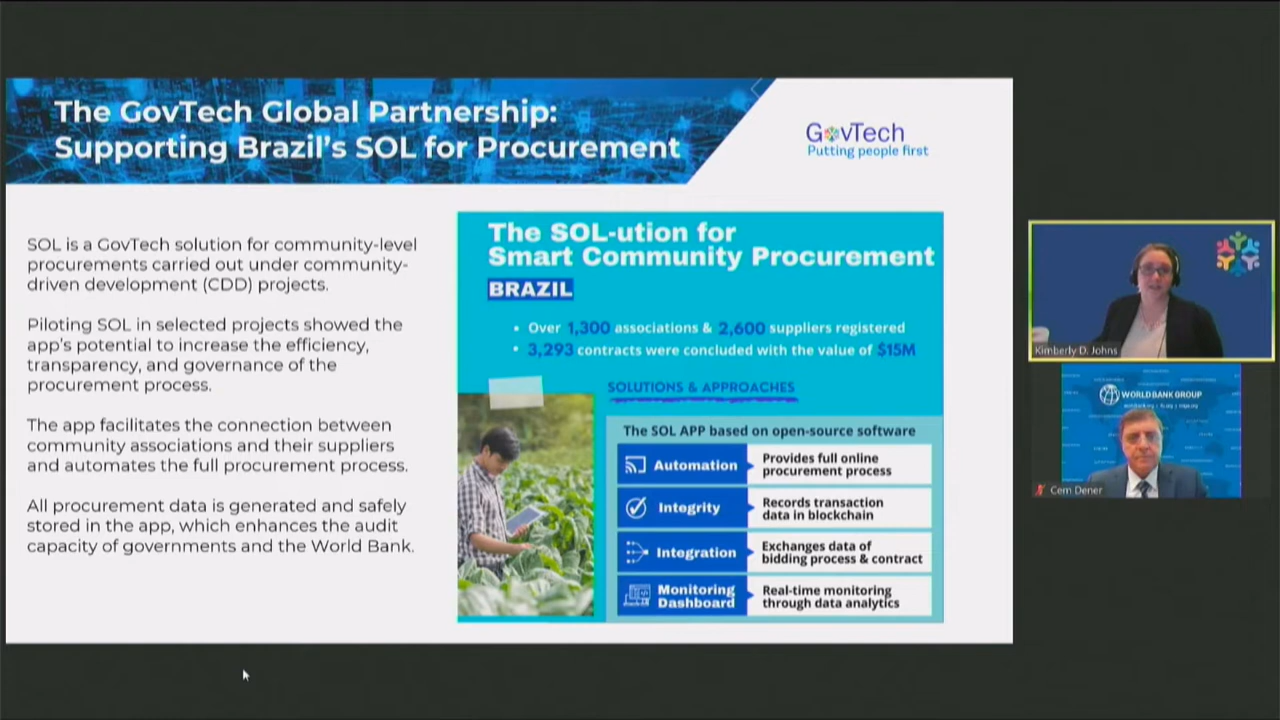 The GovTech Global Partnership:
Supporting Brazil's SOL for Procurement
GovTech
Putting people first
SOL is a GovTech solution for community-level
procurements carried out under community-
driven development (CDD) projects.
Piloting SOL in selected projects showed the
app's potential to increase the efficiency,
transparency, and governance of the
procurement process.
The app facilitates the connection between
community associations and their suppliers
and automates the full procurement process.
All procurement data is generated and safely
stored in the app, which enhances the audit
capacity of governments and the World Bank.
The SOL-ution for
Smart Community Procurement
BRAZIL
• Over 1,300 associations & 2,600 suppliers registered
• 3,293 contracts were concluded with the value of $15M
SOLUTIONS & APPROACHES
The SOL APP based on open-source software
Automation
Provides full online
procurement process
Integrity
Records transaction
data in blockchain
Integration
Exchanges data of
bidding process & contract
Monitoring
Dashboard
Real-time monitoring
through data analytics
Kimberly D. Johns
WORLD BANK GROUP
Cem Dener